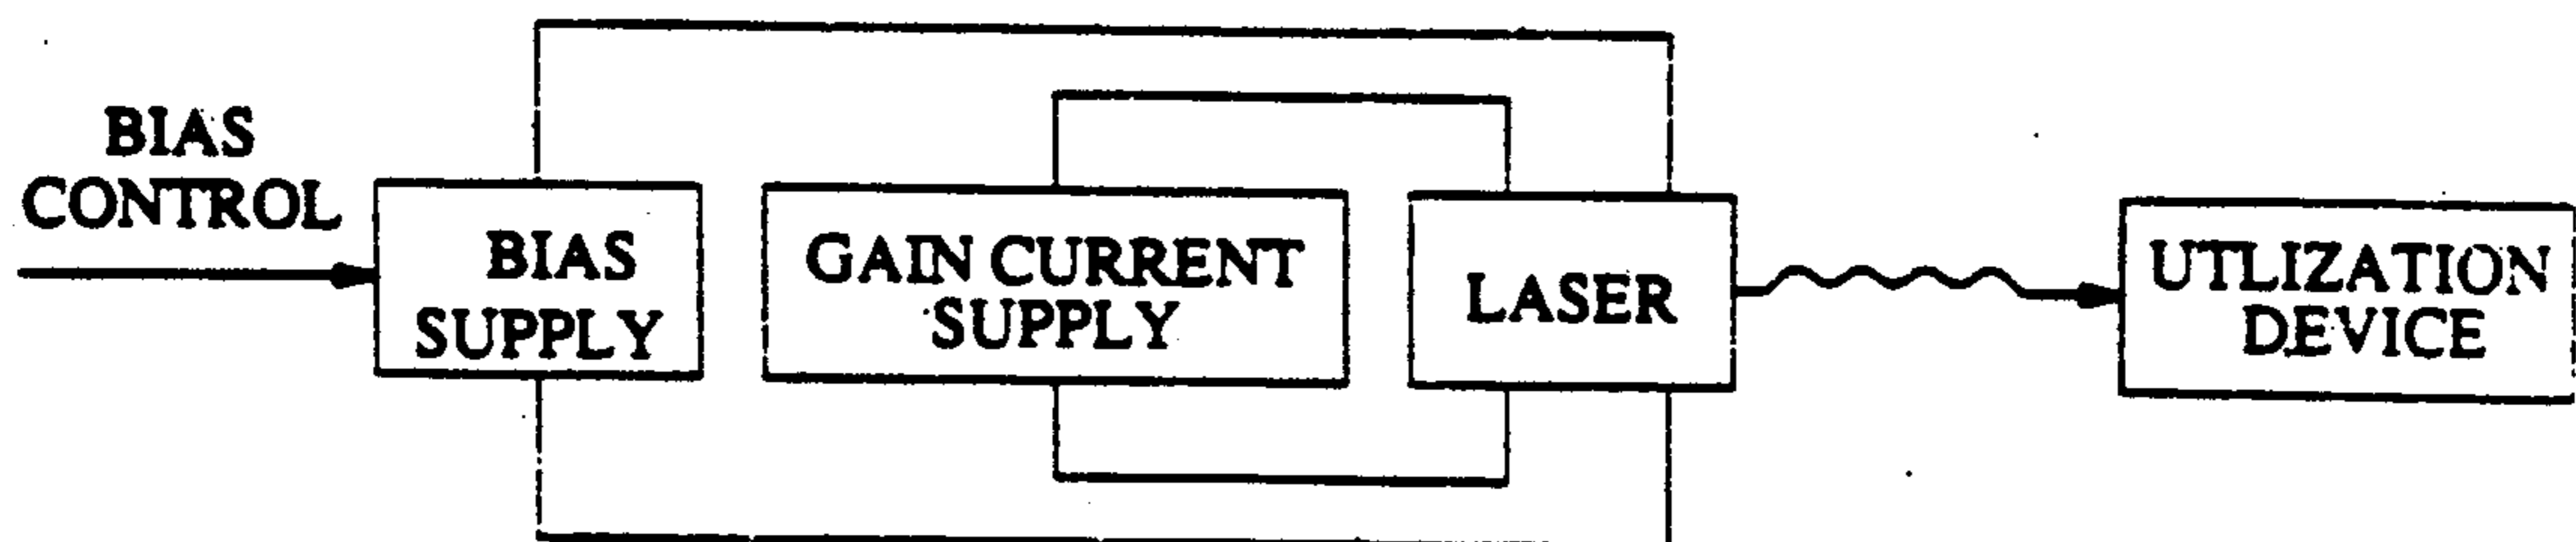 BIAS
CONTROL
BIAS
SUPPLY
GAIN CURRENT
SUPPLY
LASER
UTLIZATION
DEVICE